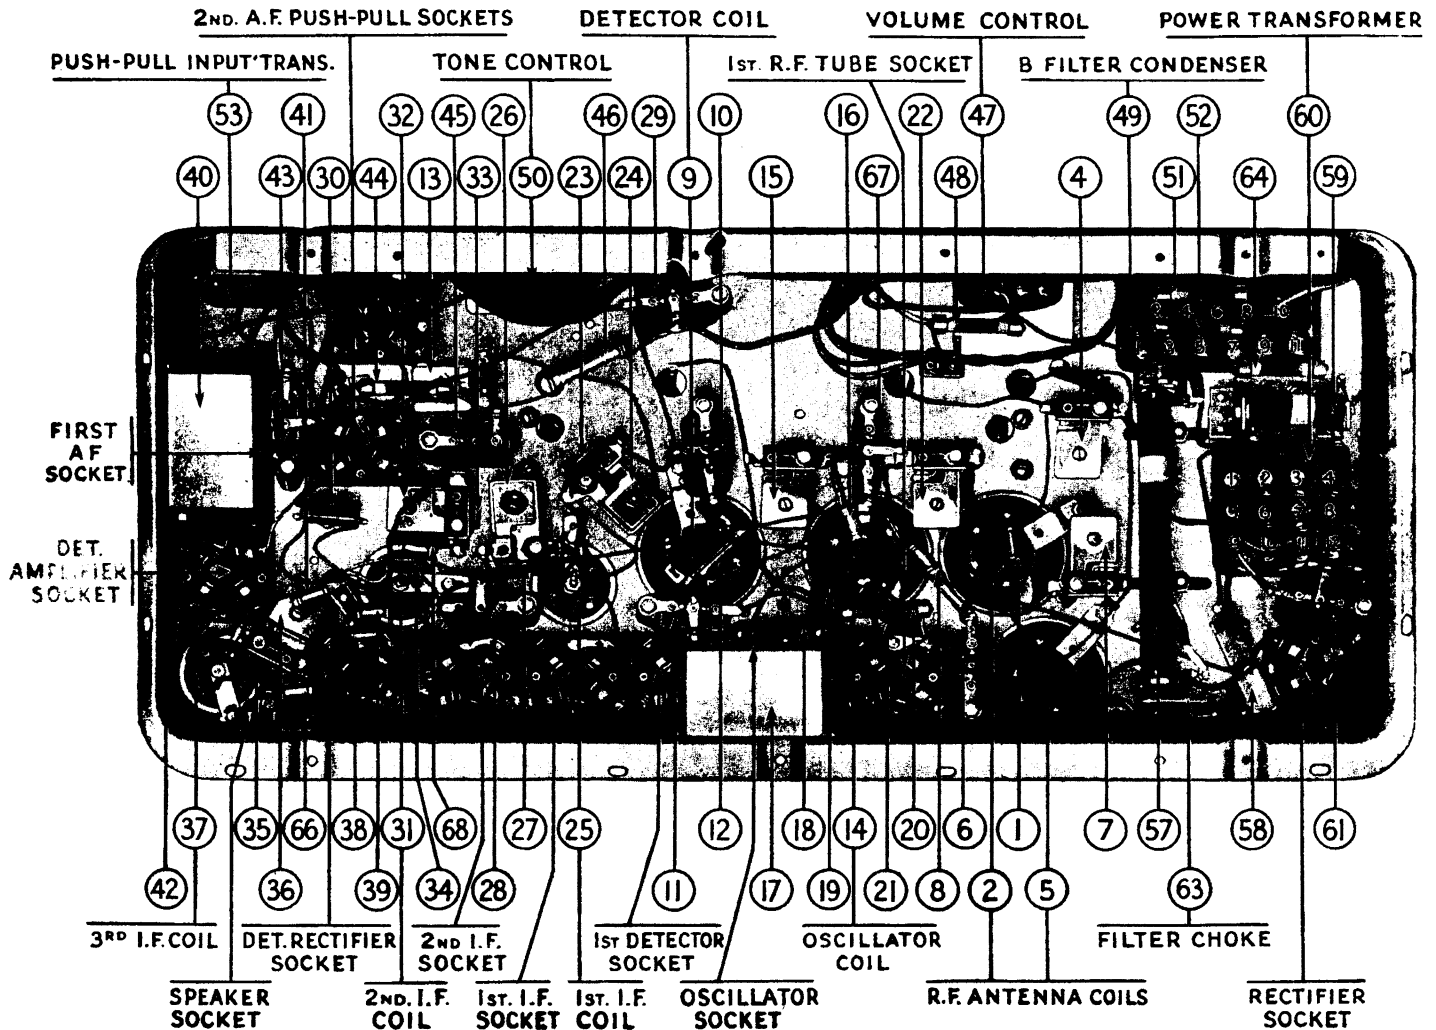 2ND. A.F. PUSH-PULL SOCKETS
DETECTOR COIL
VOLUME CONTROL
POWER TRANSFORMER
PUSH-PULL INPUT TRANS.
TONE CONTROL
1ST. R.F. TUBE SOCKET
B FILTER CONDENSER
53 41 32 45 26 46 29 10 16 22 47 49 52 60
40 43 30 44 13 33 50 23 24 9 15 67 48 4 51 64 59
FIRST
AF
SOCKET
1 2 3 4
DET.
AMPLIFIER
SOCKET
37 35 66 38 31 68 27 25 12 18 14 20 6 1 7 57 58 61
42 36 39 34 28 11 17 19 21 8 2 5 63
3RD I.F. COIL
DET. RECTIFIER
SOCKET
2ND I.F.
SOCKET
1ST DETECTOR
SOCKET
OSCILLATOR
COIL
FILTER CHOKE
SPEAKER
SOCKET
2ND. I.F.
COIL
1ST. I.F.
SOCKET
1ST. I.F.
COIL
OSCILLATOR
SOCKET
R.F. ANTENNA COILS
RECTIFIER
SOCKET